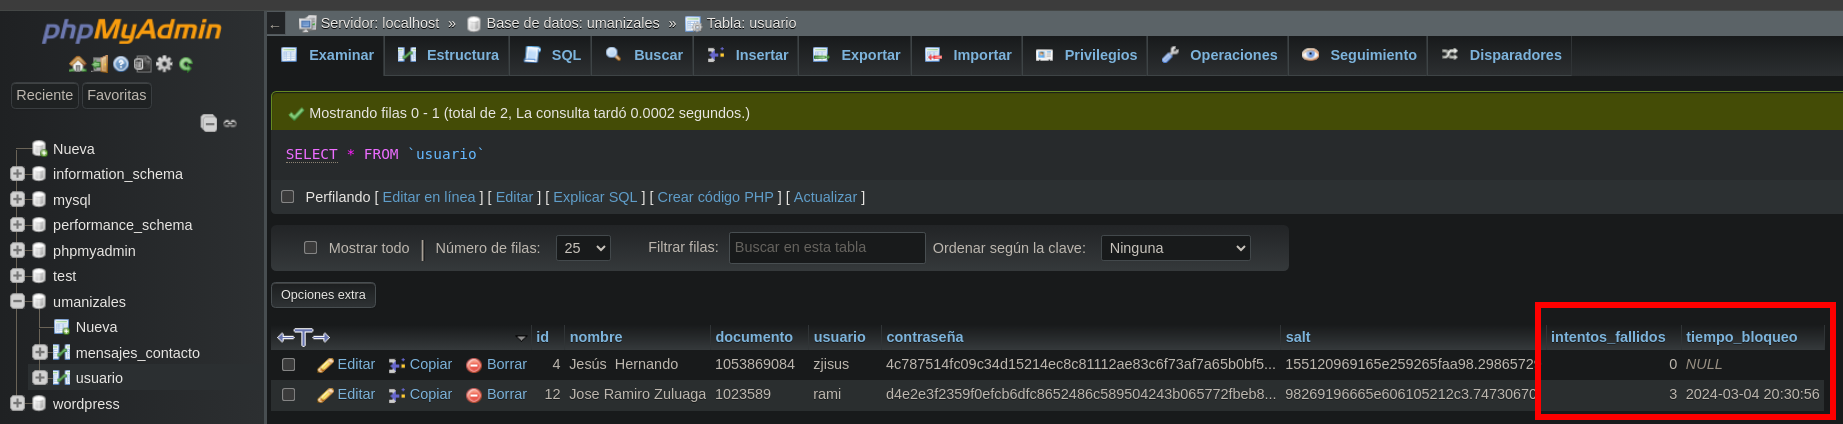 phpMyAdmin
Reciente Favoritas
Nueva
information_schema
mysql
performance_schema
phpmyadmin
test
umanizales
Nueva
mensajes_contacto
usuario
wordpress
← Servidor: localhost » Base de datos: umanizales » Tabla: usuario
Examinar Estructura SQL Buscar Insertar Exportar Importar Privilegios Operaciones Seguimiento Disparadores
Mostrando filas 0 - 1 (total de 2, La consulta tardó 0.0002 segundos.)
SELECT * FROM `usuario`
Perfilando [ Editar en línea ] [ Editar ] [ Explicar SQL ] [ Crear código PHP ] [ Actualizar ]
Mostrar todo | Número de filas: 25 Filtrar filas: Buscar en esta tabla Ordenar según la clave: Ninguna
Opciones extra
←T→ id nombre documento usuario contraseña salt intentos_fallidos tiempo_bloqueo
Editar Copiar Borrar 4 Jesús Hernando 1053869084 zjisus 4c787514fc09c34d15214ec8c81112ae83c6f73af7a65b0bf5... 155120969165e259265faa98.29865729 0 NULL
Editar Copiar Borrar 12 Jose Ramiro Zuluaga 1023589 rami d4e2e3f2359f0efcb6dfc8652486c589504243b065772fbeb8... 98269196665e606105212c3.74730670 3 2024-03-04 20:30:56